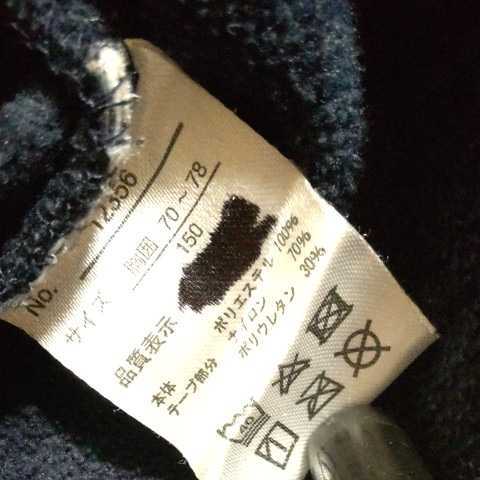 No. 12356
サイズ 胸囲 70～78
150
品質表示
本体 ポリエステル 100%
テープ部分 ナイロン 70%
ポリウレタン 30%
40